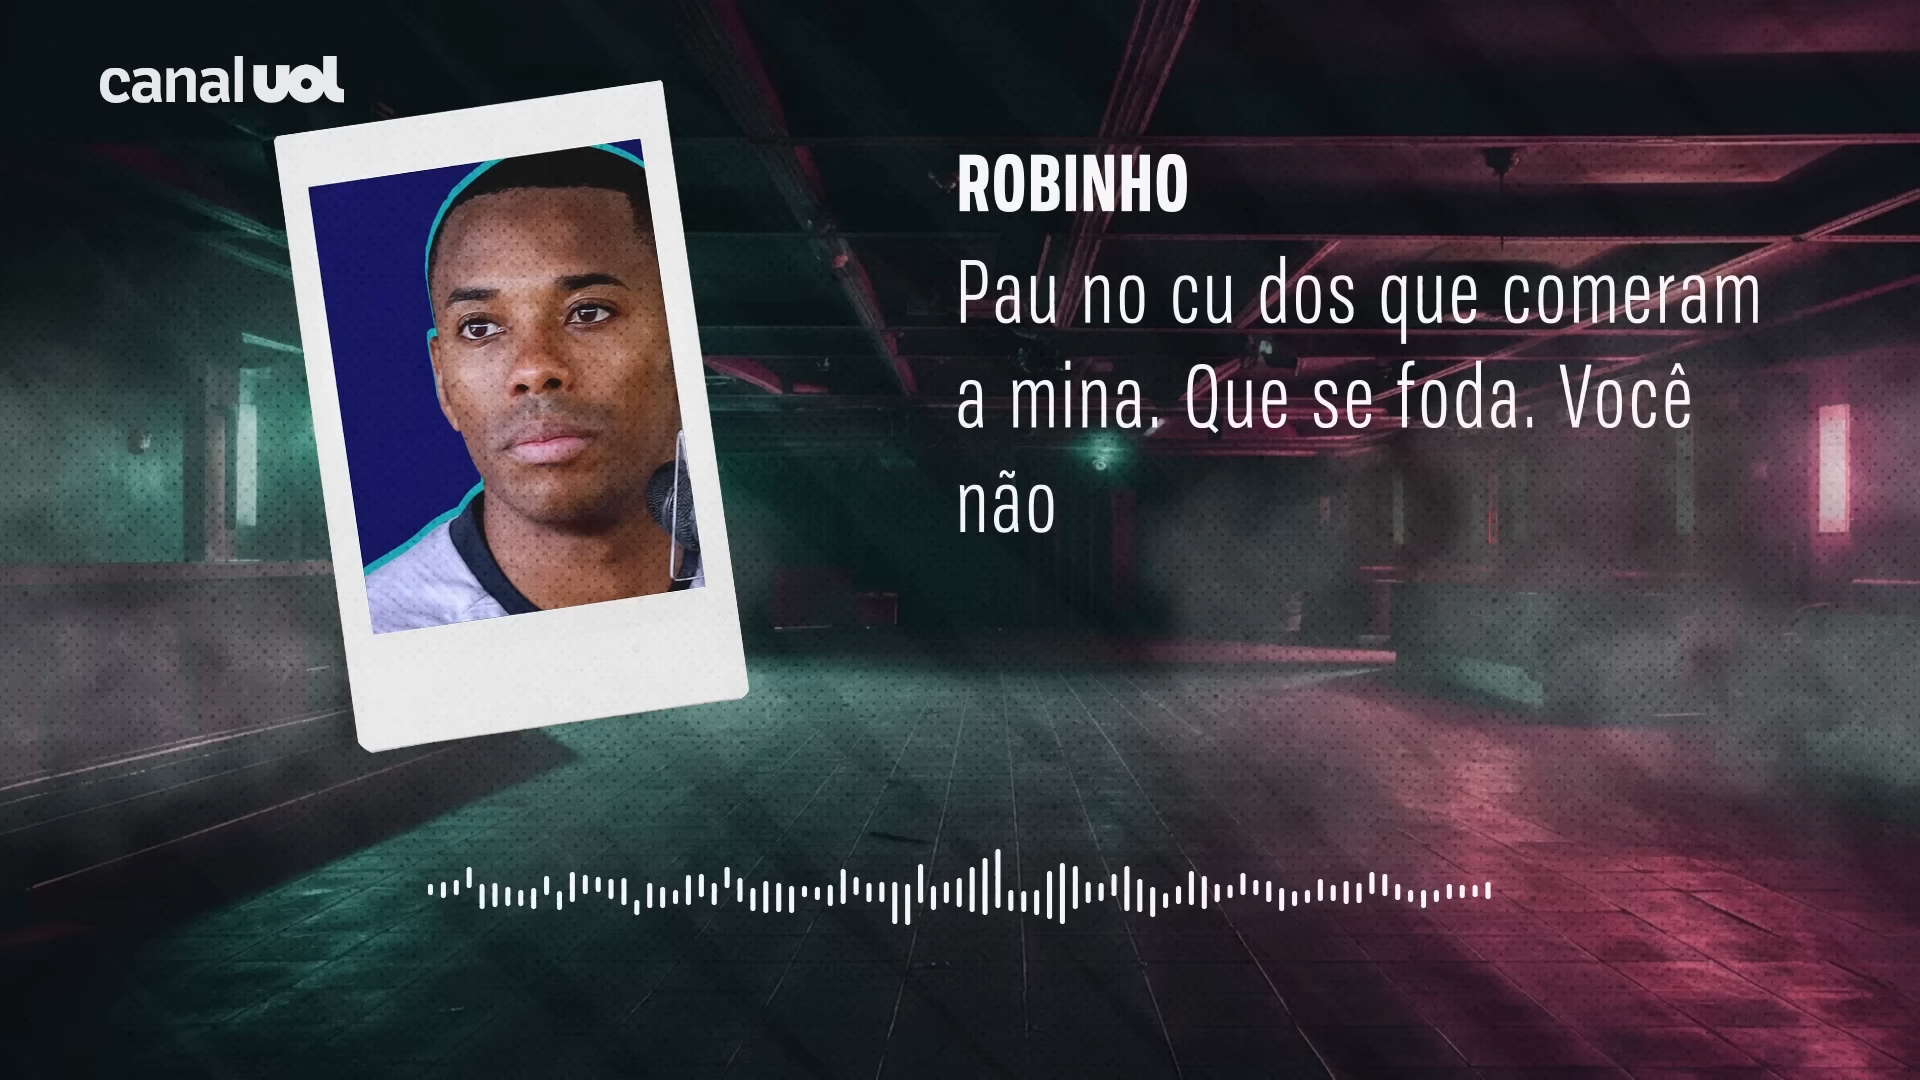 canal uol
ROBINHO
Pau no cu dos que comeram
a mina. Que se foda. Você
não